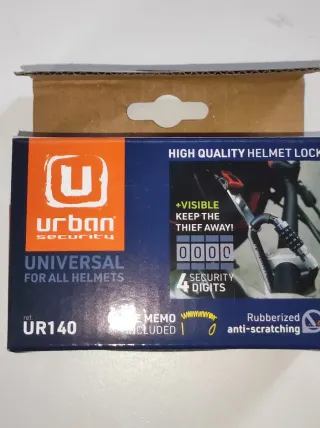 HIGH QUALITY HELMET LOCK
urban
security
+VISIBLE
KEEP THE
THIEF AWAY!
0000
4 SECURITY
DIGITS
UNIVERSAL
FOR ALL HELMETS
ref.
UR140
MEMO
INCLUDED
Rubberized
anti-scratching